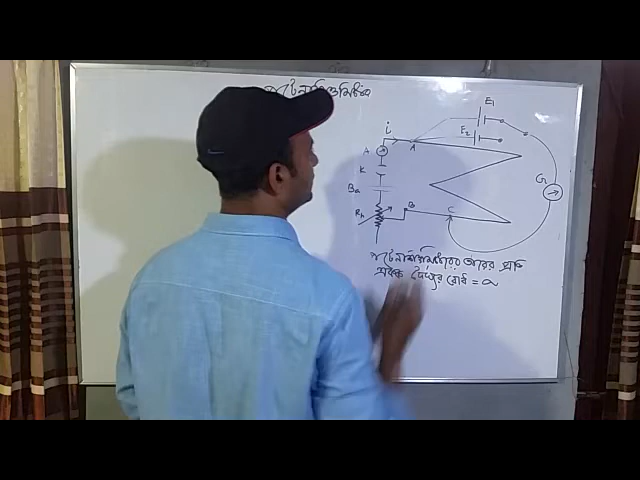 পটেনশিওমিটার
E₁
i
E₂
A
A
K
G
Ba
B
C
Rh
পটেনশিওমিটারের তারের প্রতি
একক দৈর্ঘ্যের রোধ = σ